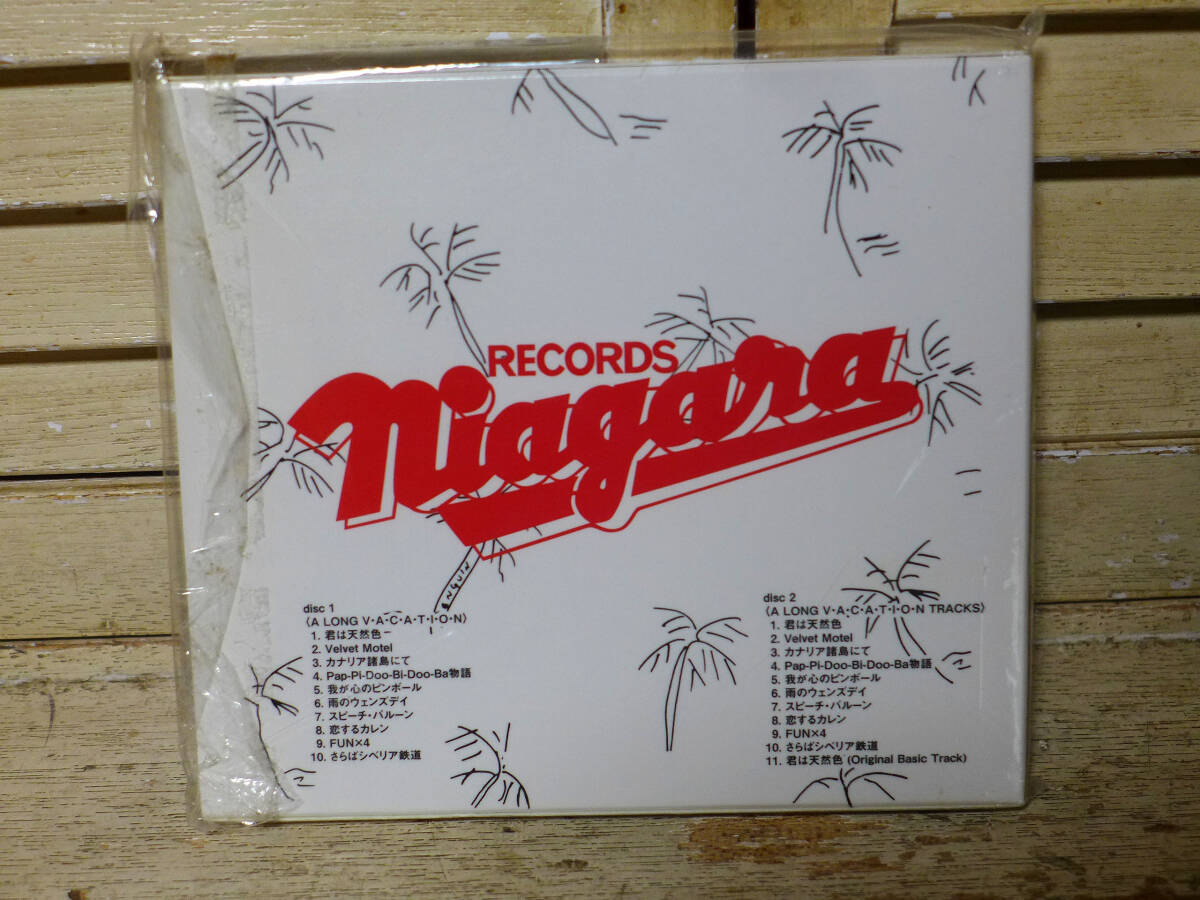 RECORDS
Niagara
ENGUIN
disc 1
〈A LONG V・A・C・A・T・I・O・N〉
1. 君は天然色
2. Velvet Motel
3. カナリア諸島にて
4. Pap-Pi-Doo-Bi-Doo-Ba物語
5. 我が心のピンボール
6. 雨のウェンズデイ
7. スピーチ・バルーン
8. 恋するカレン
9. FUN×4
10. さらばシベリア鉄道
disc 2
〈A LONG V・A・C・A・T・I・O・N TRACKS〉
1. 君は天然色
2. Velvet Motel
3. カナリア諸島にて
4. Pap-Pi-Doo-Bi-Doo-Ba物語
5. 我が心のピンボール
6. 雨のウェンズデイ
7. スピーチ・バルーン
8. 恋するカレン
9. FUN×4
10. さらばシベリア鉄道
11. 君は天然色 (Original Basic Track)